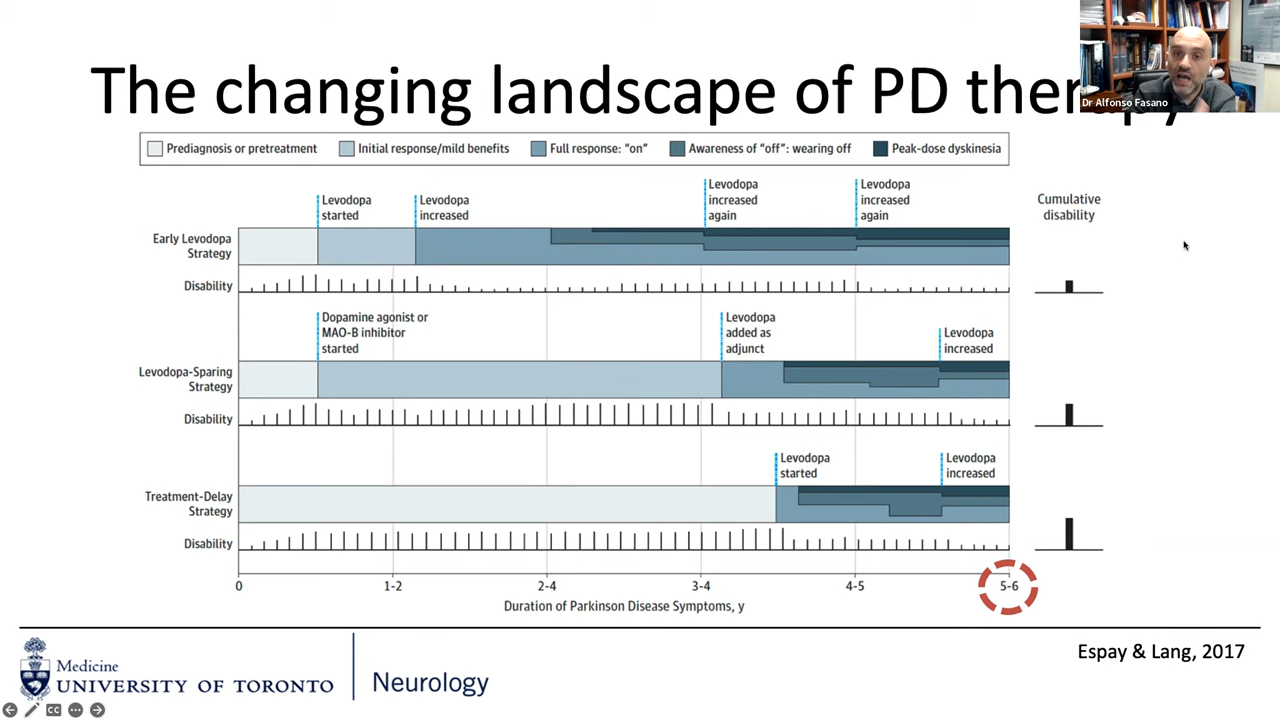 The changing landscape of PD therapy
Dr Alfonso Fasano
Prediagnosis or pretreatment
Initial response/mild benefits
Full response: “on”
Awareness of “off”: wearing off
Peak-dose dyskinesia
Levodopa
started
Levodopa
increased
Levodopa
increased
again
Levodopa
increased
again
Cumulative
disability
Early Levodopa
Strategy
Disability
Dopamine agonist or
MAO-B inhibitor
started
Levodopa
added as
adjunct
Levodopa
increased
Levodopa-Sparing
Strategy
Disability
Levodopa
started
Levodopa
increased
Treatment-Delay
Strategy
Disability
0
1-2
2-4
3-4
4-5
5-6
Duration of Parkinson Disease Symptoms, y
Espay & Lang, 2017
Medicine
UNIVERSITY OF TORONTO
Neurology
CC